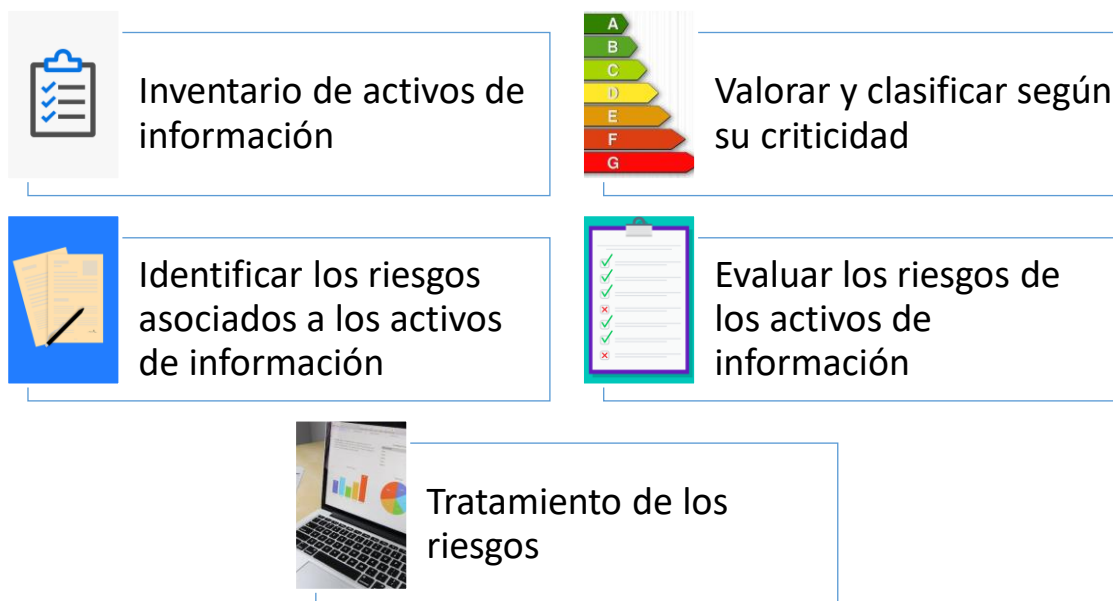 Inventario de activos de
información
A
B
C
D
E
F
G
Valorar y clasificar según
su criticidad
Identificar los riesgos
asociados a los activos
de información
Evaluar los riesgos de
los activos de
información
Tratamiento de los
riesgos